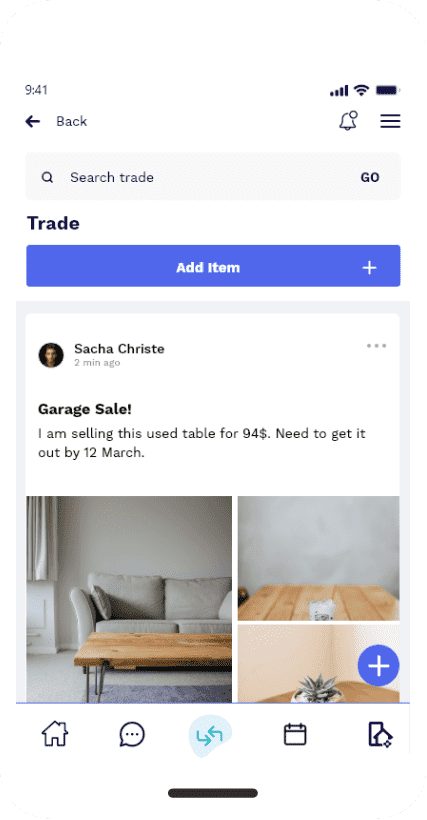 9:41
Back
Search trade GO
Trade
Add Item
Sacha Christe
2 min ago
Garage Sale!
I am selling this used table for 94$. Need to get it
out by 12 March.